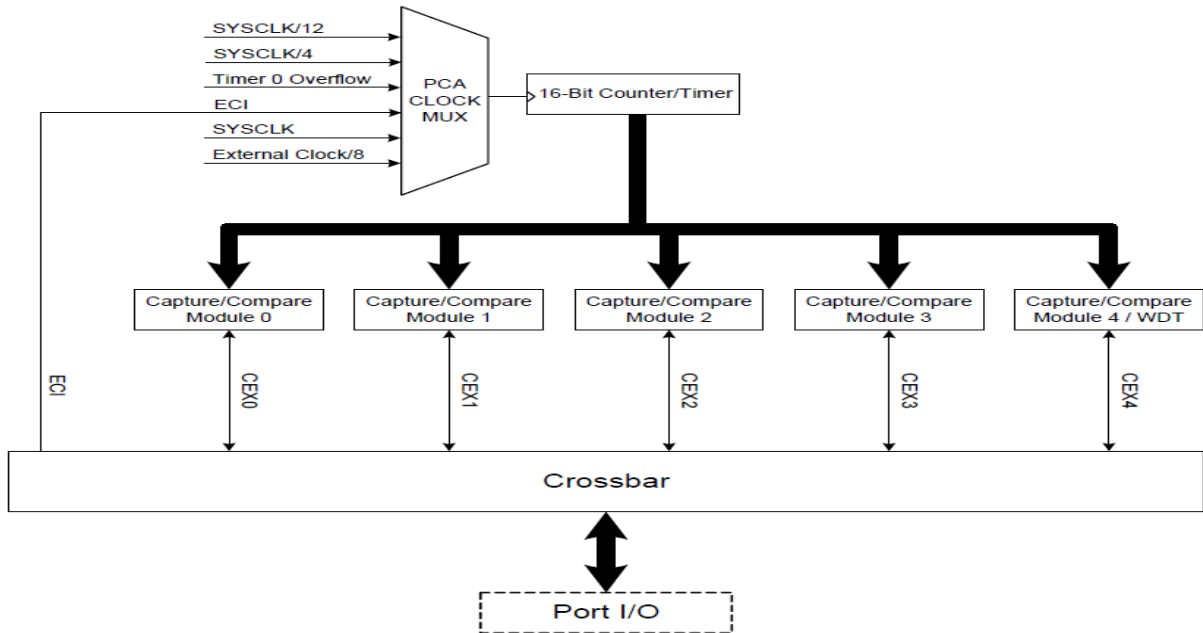 SYSCLK/12
SYSCLK/4
Timer 0 Overflow
ECI
SYSCLK
External Clock/8
PCA
CLOCK
MUX
16-Bit Counter/Timer
Capture/Compare
Module 0
Capture/Compare
Module 1
Capture/Compare
Module 2
Capture/Compare
Module 3
Capture/Compare
Module 4 / WDT
ECI
CEX0
CEX1
CEX2
CEX3
CEX4
Crossbar
Port I/O